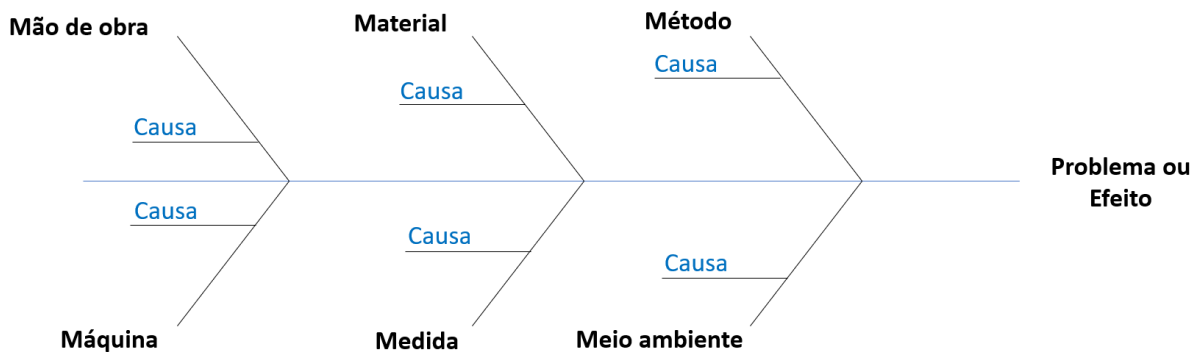 Mão de obra
Material
Método
Causa
Causa
Causa
Problema ou
Efeito
Causa
Causa
Causa
Máquina
Medida
Meio ambiente